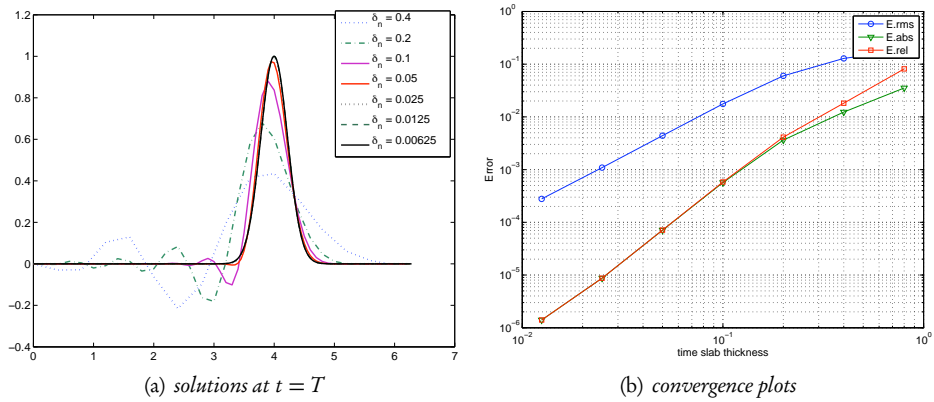 1.2
1
0.8
0.6
0.4
0.2
0
−0.2
−0.4
0 1 2 3 4 5 6 7
δn = 0.4
δn = 0.2
δn = 0.1
δn = 0.05
δn = 0.025
δn = 0.0125
δn = 0.00625
(a) solutions at t = T
10^0
10^−1
10^−2
10^−3
10^−4
10^−5
10^−6
Error
10^−2 10^−1 10^0
time slab thickness
E.rms
E.abs
E.rel
(b) convergence plots